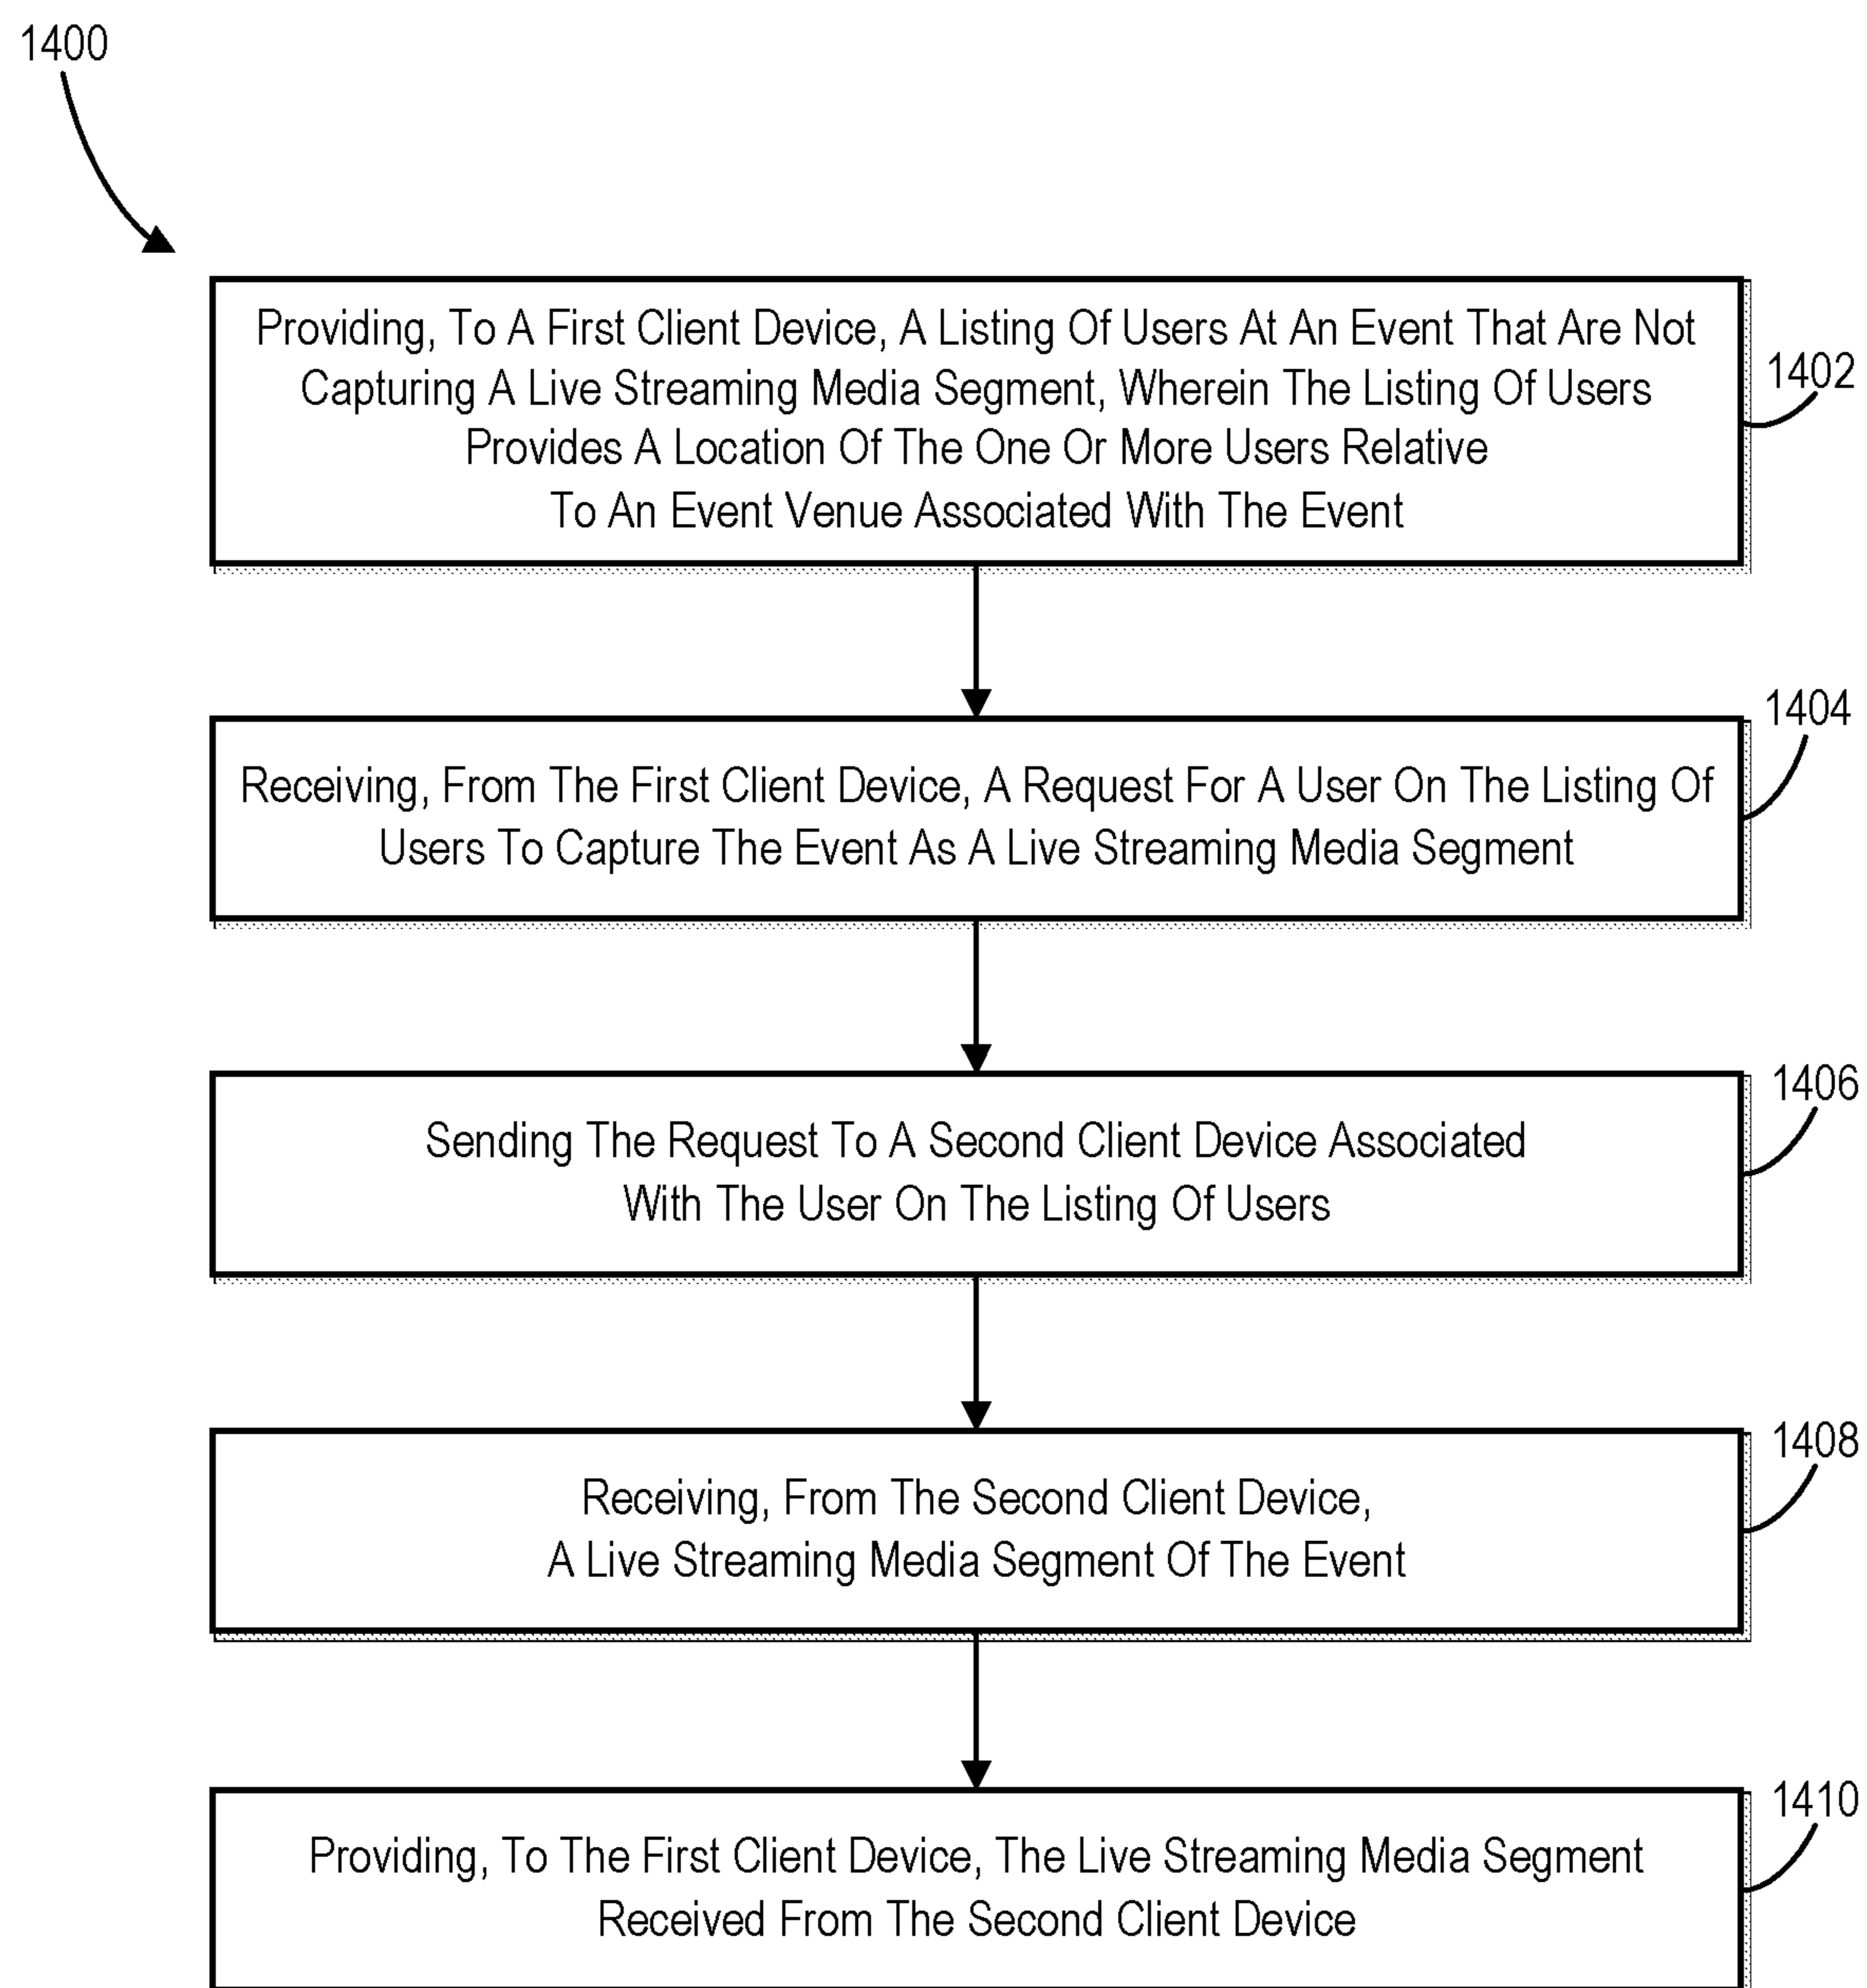 1400
Providing, To A First Client Device, A Listing Of Users At An Event That Are Not
Capturing A Live Streaming Media Segment, Wherein The Listing Of Users
Provides A Location Of The One Or More Users Relative
To An Event Venue Associated With The Event
1402
Receiving, From The First Client Device, A Request For A User On The Listing Of
Users To Capture The Event As A Live Streaming Media Segment
1404
Sending The Request To A Second Client Device Associated
With The User On The Listing Of Users
1406
Receiving, From The Second Client Device,
A Live Streaming Media Segment Of The Event
1408
Providing, To The First Client Device, The Live Streaming Media Segment
Received From The Second Client Device
1410